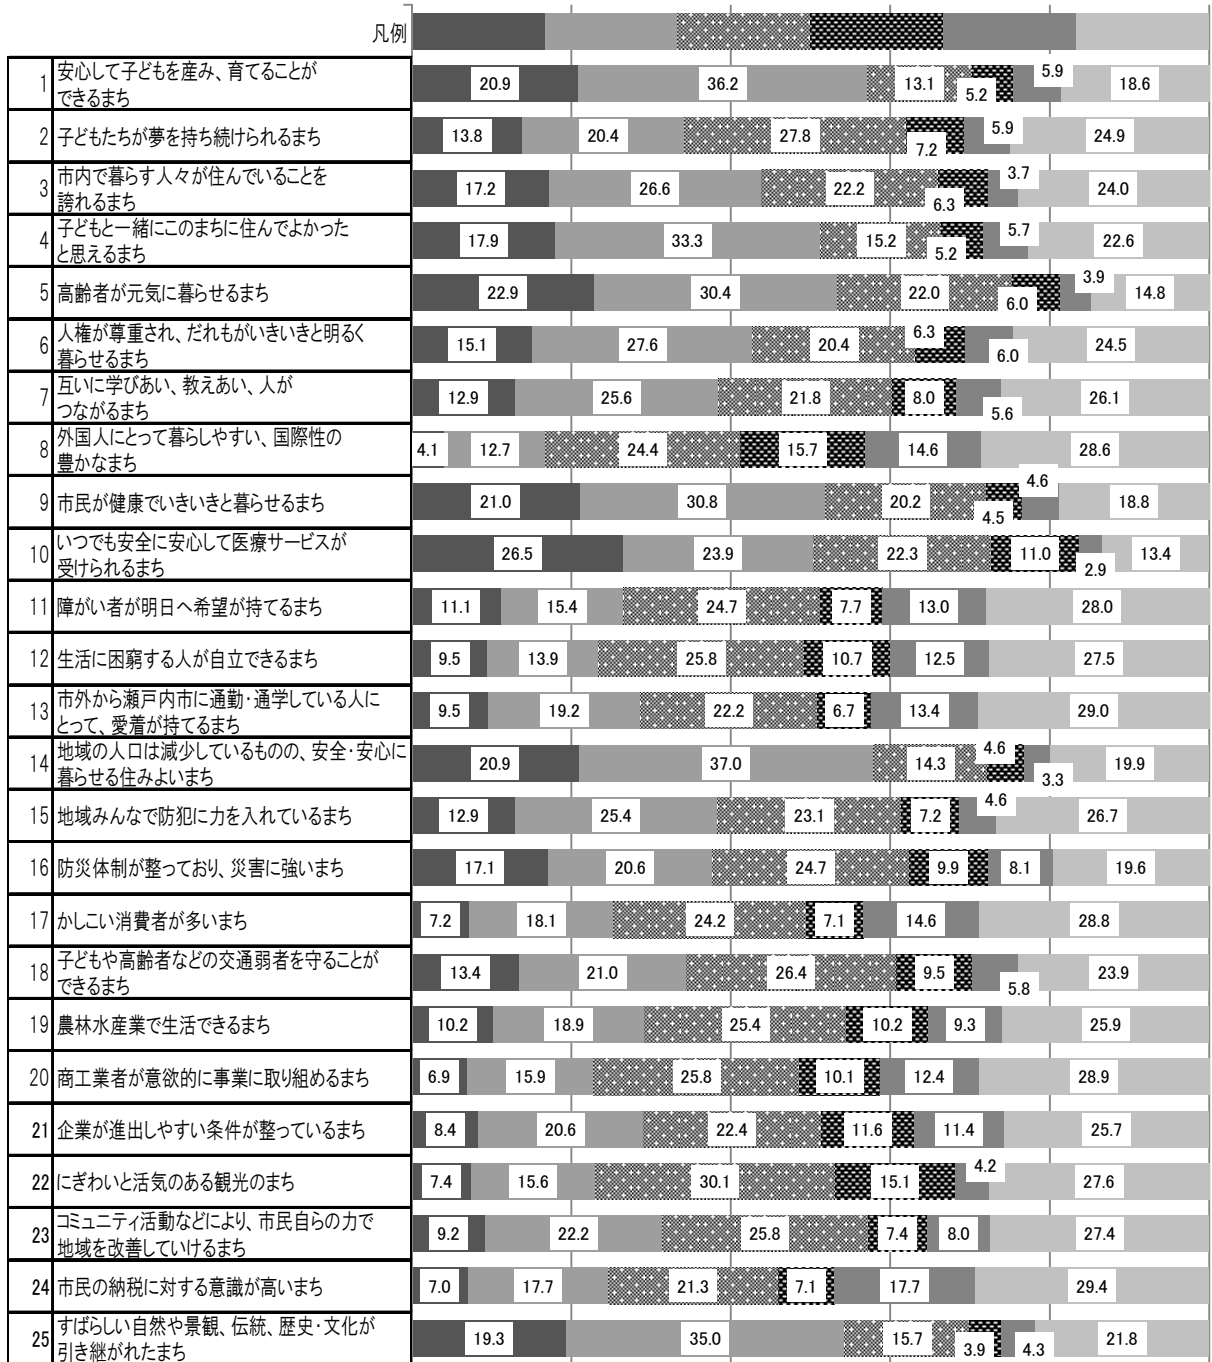 凡例
1 安心して子どもを産み、育てることが
できるまち
20.9 36.2 13.1 5.2 5.9 18.6
2 子どもたちが夢を持ち続けられるまち
13.8 20.4 27.8 7.2 5.9 24.9
3 市内で暮らす人々が住んでいることを
誇れるまち
17.2 26.6 22.2 6.3 3.7 24.0
4 子どもと一緒にこのまちに住んでよかった
と思えるまち
17.9 33.3 15.2 5.2 5.7 22.6
5 高齢者が元気に暮らせるまち
22.9 30.4 22.0 6.0 3.9 14.8
6 人権が尊重され、だれもがいきいきと明るく
暮らせるまち
15.1 27.6 20.4 6.3 6.0 24.5
7 互いに学びあい、教えあい、人が
つながるまち
12.9 25.6 21.8 8.0 5.6 26.1
8 外国人にとって暮らしやすい、国際性の
豊かなまち
4.1 12.7 24.4 15.7 14.6 28.6
9 市民が健康でいきいきと暮らせるまち
21.0 30.8 20.2 4.5 4.6 18.8
10 いつでも安全に安心して医療サービスが
受けられるまち
26.5 23.9 22.3 11.0 2.9 13.4
11 障がい者が明日へ希望が持てるまち
11.1 15.4 24.7 7.7 13.0 28.0
12 生活に困窮する人が自立できるまち
9.5 13.9 25.8 10.7 12.5 27.5
13 市外から瀬戸内市に通勤・通学している人に
とって、愛着が持てるまち
9.5 19.2 22.2 6.7 13.4 29.0
14 地域の人口は減少しているものの、安全・安心に
暮らせる住みよいまち
20.9 37.0 14.3 4.6 3.3 19.9
15 地域みんなで防犯に力を入れているまち
12.9 25.4 23.1 7.2 4.6 26.7
16 防災体制が整っており、災害に強いまち
17.1 20.6 24.7 9.9 8.1 19.6
17 かしこい消費者が多いまち
7.2 18.1 24.2 7.1 14.6 28.8
18 子どもや高齢者などの交通弱者を守ることが
できるまち
13.4 21.0 26.4 9.5 5.8 23.9
19 農林水産業で生活できるまち
10.2 18.9 25.4 10.2 9.3 25.9
20 商工業者が意欲的に事業に取り組めるまち
6.9 15.9 25.8 10.1 12.4 28.9
21 企業が進出しやすい条件が整っているまち
8.4 20.6 22.4 11.6 11.4 25.7
22 にぎわいと活気のある観光のまち
7.4 15.6 30.1 15.1 4.2 27.6
23 コミュニティ活動などにより、市民自らの力で
地域を改善していけるまち
9.2 22.2 25.8 7.4 8.0 27.4
24 市民の納税に対する意識が高いまち
7.0 17.7 21.3 7.1 17.7 29.4
25 すばらしい自然や景観、伝統、歴史・文化が
引き継がれたまち
19.3 35.0 15.7 3.9 4.3 21.8